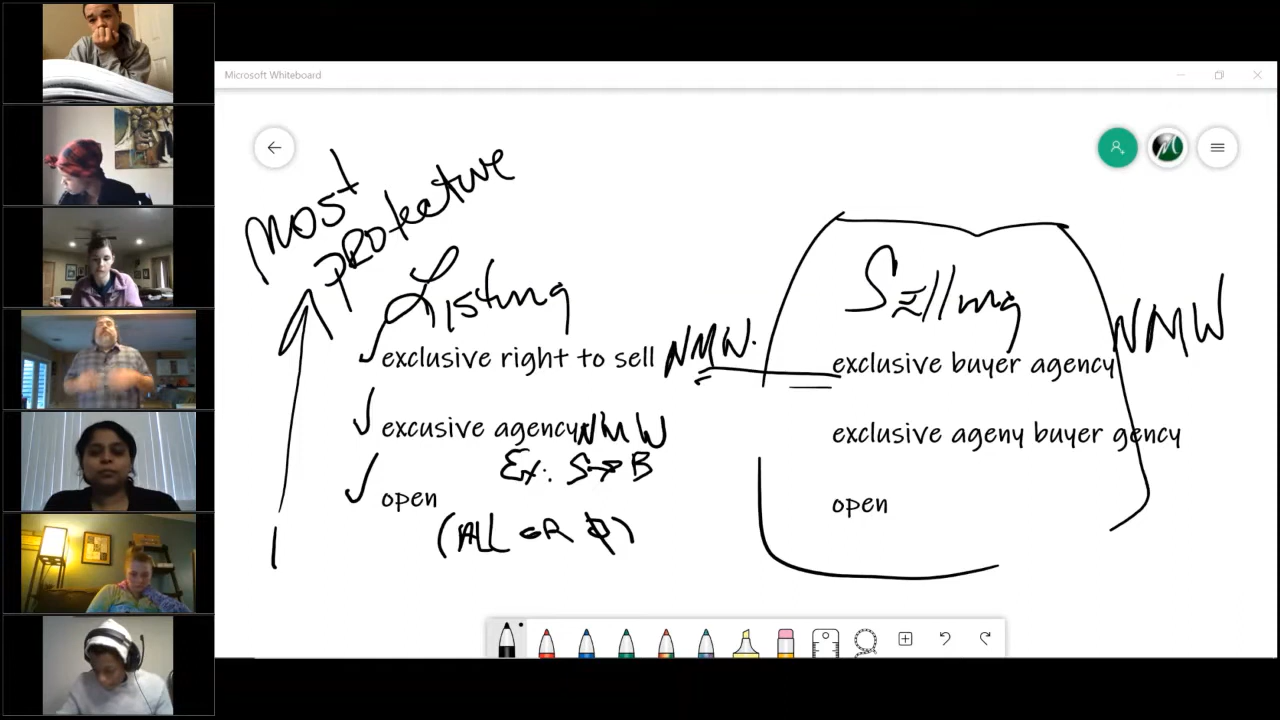 Microsoft Whiteboard
Most
Protective
Listing
exclusive right to sell NMW.
excusive agency NMW
Ex: S→B
open
(ALL OR Φ)
Selling
exclusive buyer agency NMW
exclusive ageny buyer gency
open